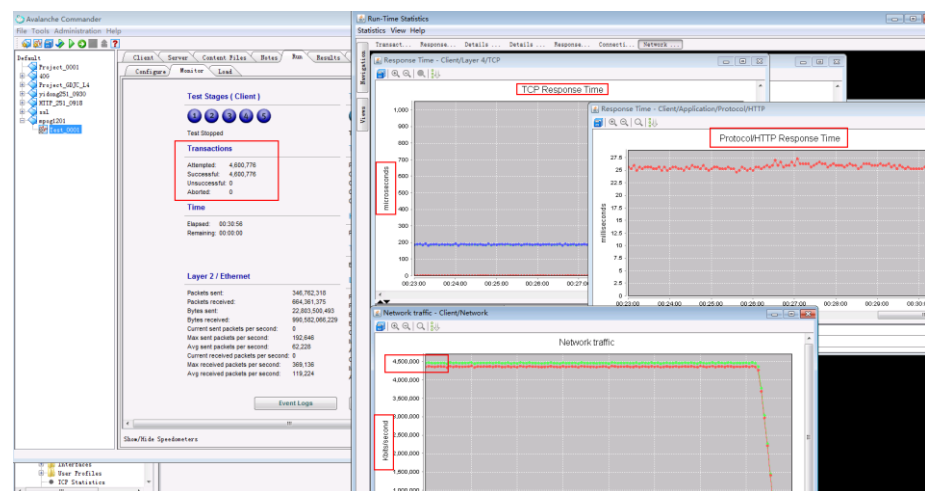 Avalanche Commander
File Tools Administration Help
Default
Project_0001
400
Project_GDJC_L4
yidong251_0930
HTTP_251_0918
ssl
mpsg1201
Test_0001
Client Server Content Files Notes Run Results
Configure Monitor Load
Test Stages ( Client )
1 2 3 4 5
Test Stopped
Transactions
Attempted: 4,600,776
Successful: 4,600,776
Unsuccessful: 0
Aborted: 0
Time
Elapsed: 00:30:56
Remaining: 00:00:00
Layer 2 / Ethernet
Packets sent: 346,762,318
Packets received: 664,361,375
Bytes sent: 22,803,500,493
Bytes received: 990,582,066,229
Current sent packets per second: 0
Max sent packets per second: 192,646
Avg sent packets per second: 62,228
Current received packets per second: 0
Max received packets per second: 369,136
Avg received packets per second: 119,224
Event Logs
Show/Hide Speedometers
Interfaces
User Profiles
TCP Statistics
Run-Time Statistics
Statistics View Help
Transact... Response... Details ... Details ... Response... Connecti... Network ...
Navigation
Views
Response Time - Client/Layer 4/TCP
TCP Response Time
microseconds
1,000
900
800
700
600
500
400
300
200
100
0
00:23:00 00:24:00 00:25:00 00:26:00 00:27:0
Response Time - Client/Application/Protocol/HTTP
Protocol/HTTP Response Time
milliseconds
27.5
25
22.5
20
17.5
15
12.5
10
7.5
5
2.5
0
00:23:00 00:24:00 00:25:00 00:26:00 00:27:00 00:28:00 00:29:00 00:30:0
Network traffic - Client/Network
Network traffic
kbits/second
4,500,000
4,000,000
3,500,000
3,000,000
2,500,000
2,000,000
1,500,000
1,000,000